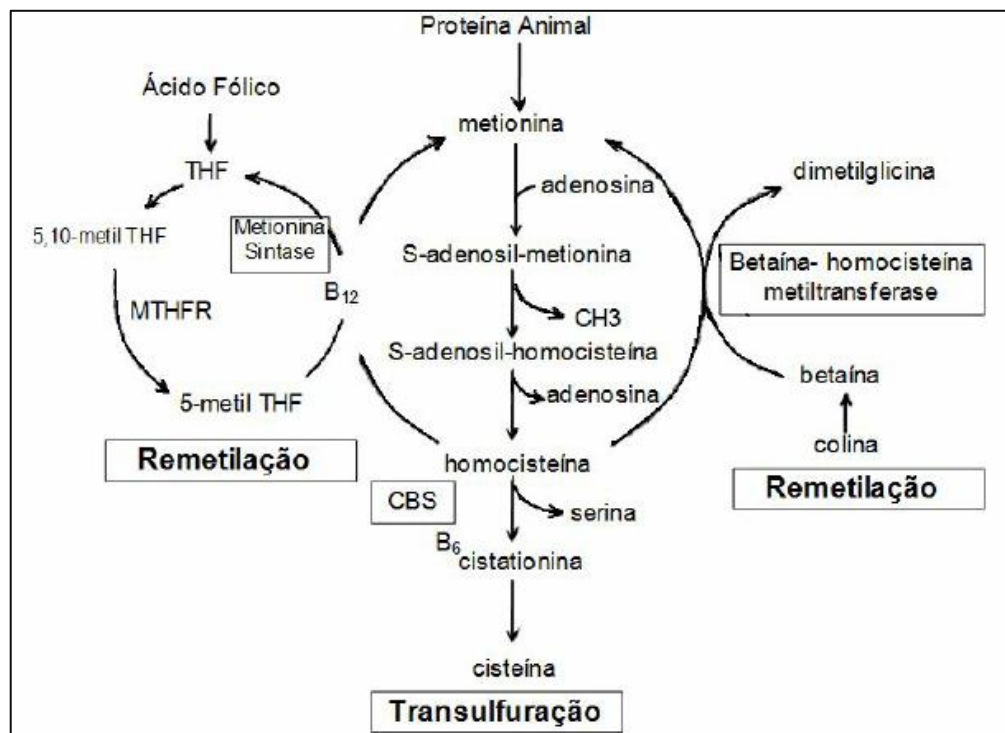 Proteína Animal
Ácido Fólico
metionina
THF
dimetilglicina
adenosina
Metionina
Sintase
5,10-metil THF
S-adenosil-metionina
Betaína- homocisteína
metiltransferase
B12
MTHFR
CH3
S-adenosil-homocisteína
betaína
adenosina
5-metil THF
colina
Remetilação
homocisteína
Remetilação
CBS
serina
B6
cistationina
cisteína
Transulfuração